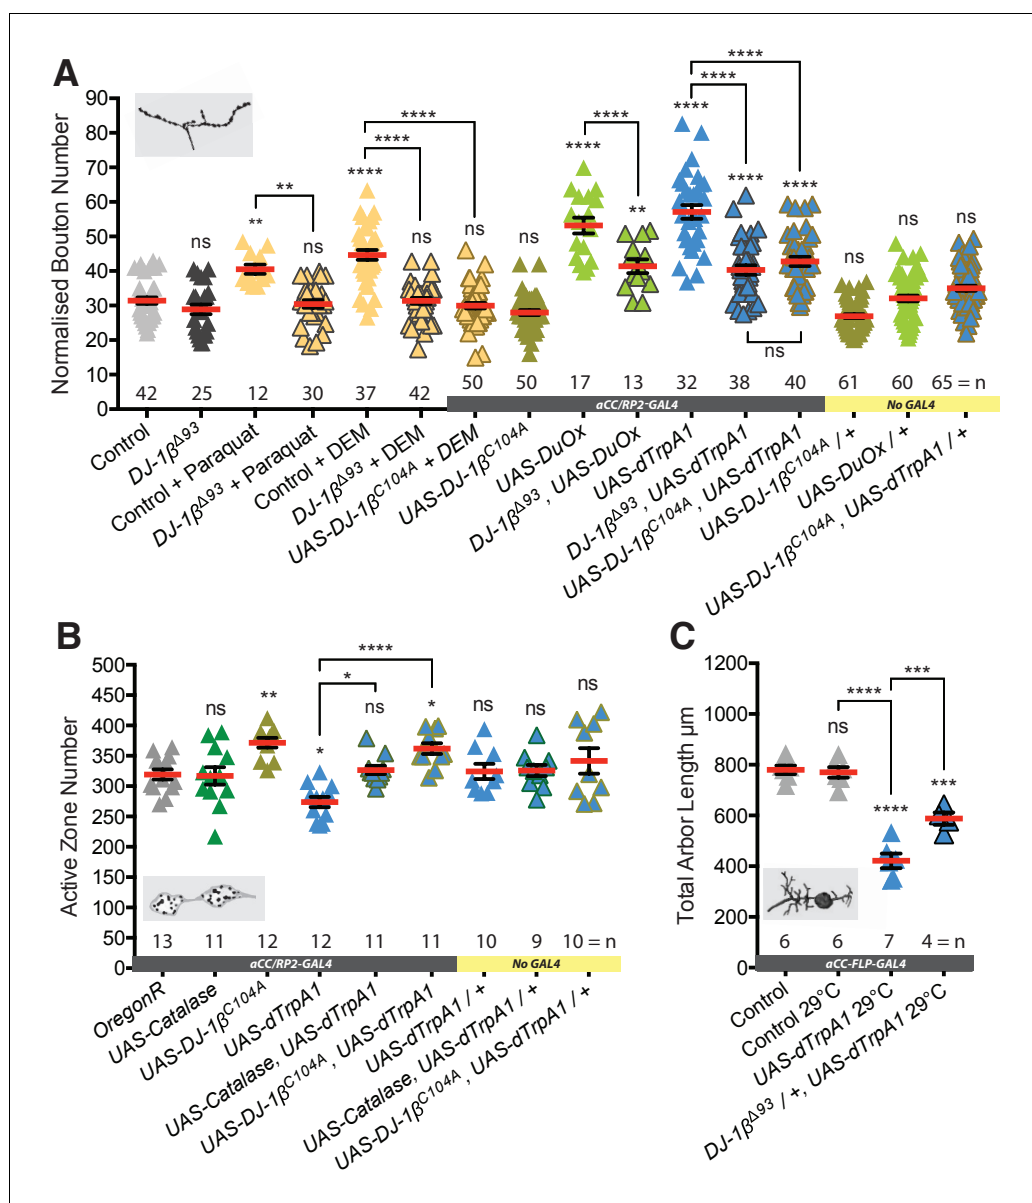 A
Normalised Bouton Number
90
80
70
60
50
40
30
20
10
0
ns
**
**
ns
****
****
****
ns
ns
ns
****
****
**
****
****
****
****
****
ns
ns
ns
ns
42
25
12
30
37
42
50
50
17
13
32
38
40
61
60
65 = n
aCC/RP2-GAL4
No GAL4
Control
DJ-1β^Δ93
Control + Paraquat
DJ-1β^Δ93 + Paraquat
Control + DEM
DJ-1β^Δ93 + DEM
UAS-DJ-1β^C104A + DEM
UAS-DJ-1β^C104A
UAS-DuOx
DJ-1β^Δ93, UAS-DuOx
UAS-dTrpA1
DJ-1β^Δ93, UAS-dTrpA1
UAS-DJ-1β^C104A, UAS-dTrpA1
UAS-DJ-1β^C104A / +
UAS-DuOx / +
UAS-DJ-1β^C104A, UAS-dTrpA1 / +
B
Active Zone Number
500
450
400
350
300
250
200
150
100
50
0
ns
**
*
*
****
ns
*
ns
ns
ns
13
11
12
12
11
11
10
9
10 = n
aCC/RP2-GAL4
No GAL4
OregonR
UAS-Catalase
UAS-DJ-1β^C104A
UAS-dTrpA1
UAS-Catalase, UAS-dTrpA1
UAS-DJ-1β^C104A, UAS-dTrpA1
UAS-dTrpA1 / +
UAS-Catalase, UAS-dTrpA1 / +
UAS-DJ-1β^C104A, UAS-dTrpA1 / +
C
Total Arbor Length µm
1200
1000
800
600
400
200
0
ns
****
****
***
***
6
6
7
4 = n
aCC-FLP-GAL4
Control
Control 29°C
UAS-dTrpA1 29°C
DJ-1β^Δ93 / +, UAS-dTrpA1 29°C